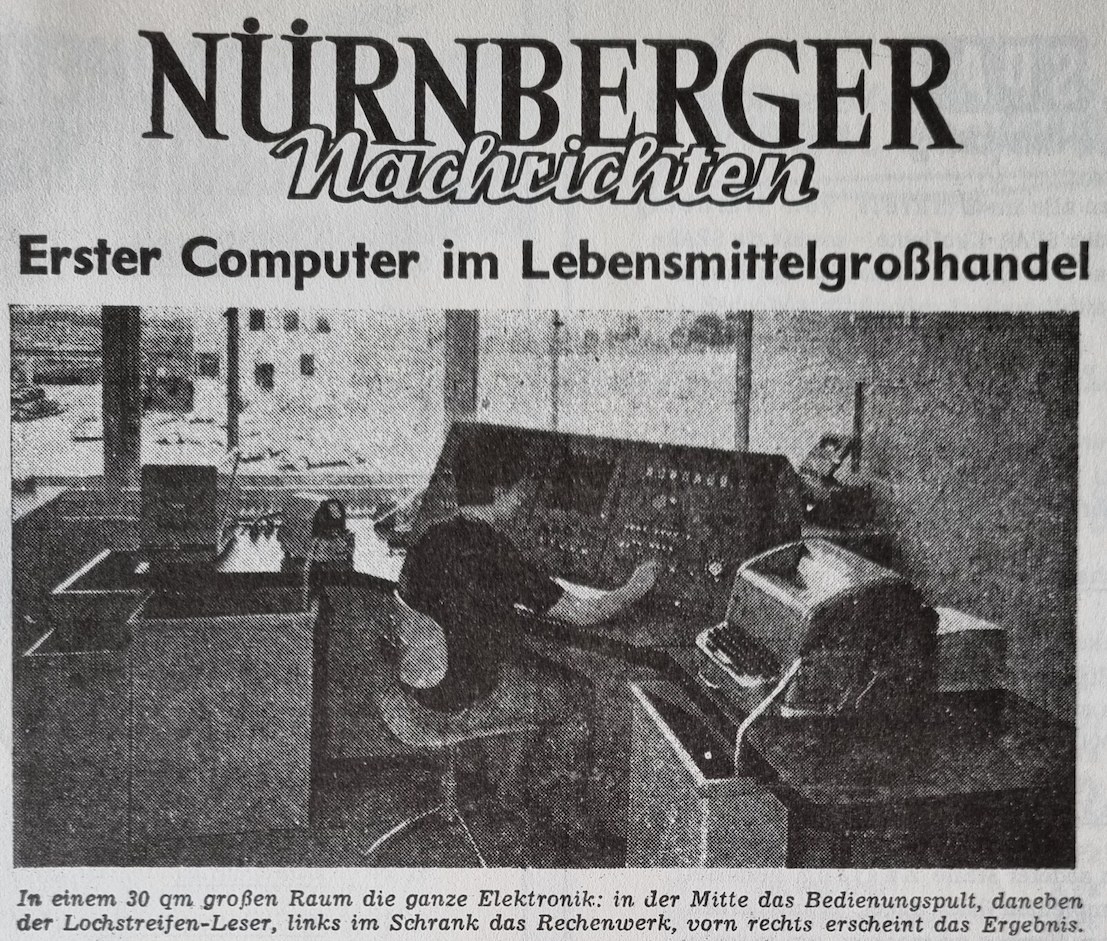 NÜRNBERGER
Nachrichten
Erster Computer im Lebensmittelgroßhandel
In einem 30 qm großen Raum die ganze Elektronik: in der Mitte das Bedienungspult, daneben
der Lochstreifen-Leser, links im Schrank das Rechenwerk, vorn rechts erscheint das Ergebnis.